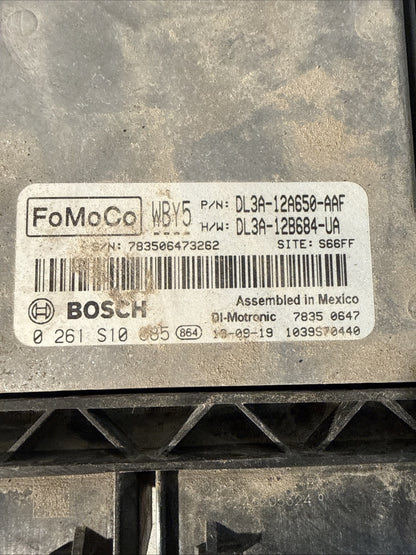 FoMoCo WBY5 P/N: DL3A-12A650-AAF
H/W: DL3A-12B684-UA
S/N: 783506473262 SITE: S66FF
BOSCH Assembled in Mexico
DI-Motronic 7835 0647
0 261 S10 864 13-09-19 1039S70440